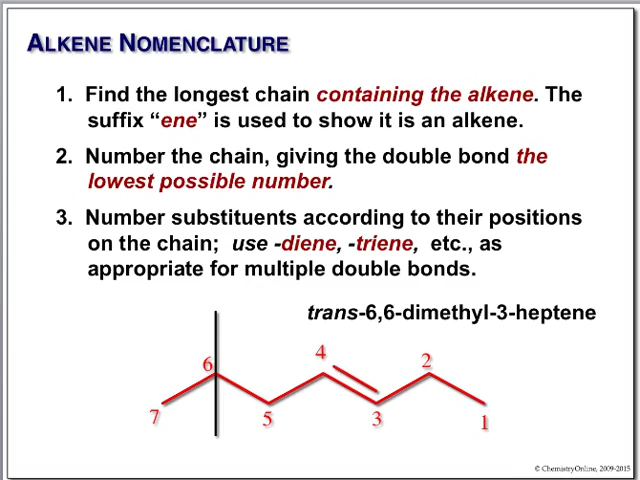 ALKENE NOMENCLATURE
1. Find the longest chain containing the alkene. The
suffix “ene” is used to show it is an alkene.
2. Number the chain, giving the double bond the
lowest possible number.
3. Number substituents according to their positions
on the chain; use -diene, -triene, etc., as
appropriate for multiple double bonds.
trans-6,6-dimethyl-3-heptene
6 4 2
7 5 3 1
© ChemistryOnline, 2009-2015